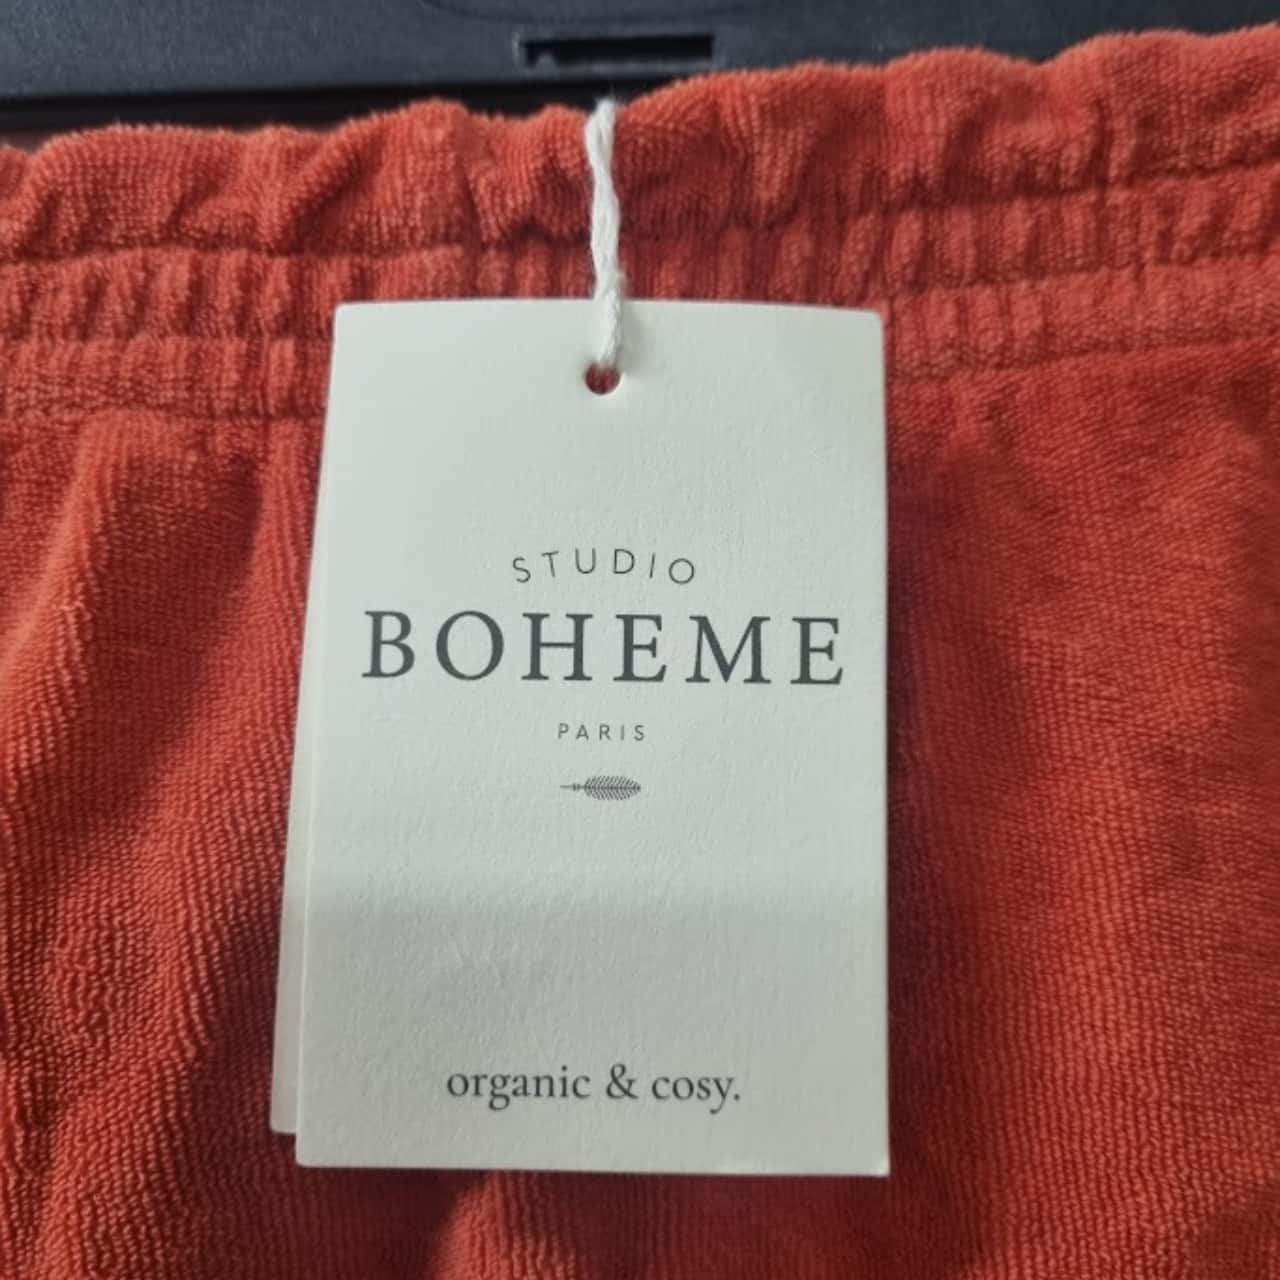 STUDIO
BOHEME
PARIS
organic & cosy.